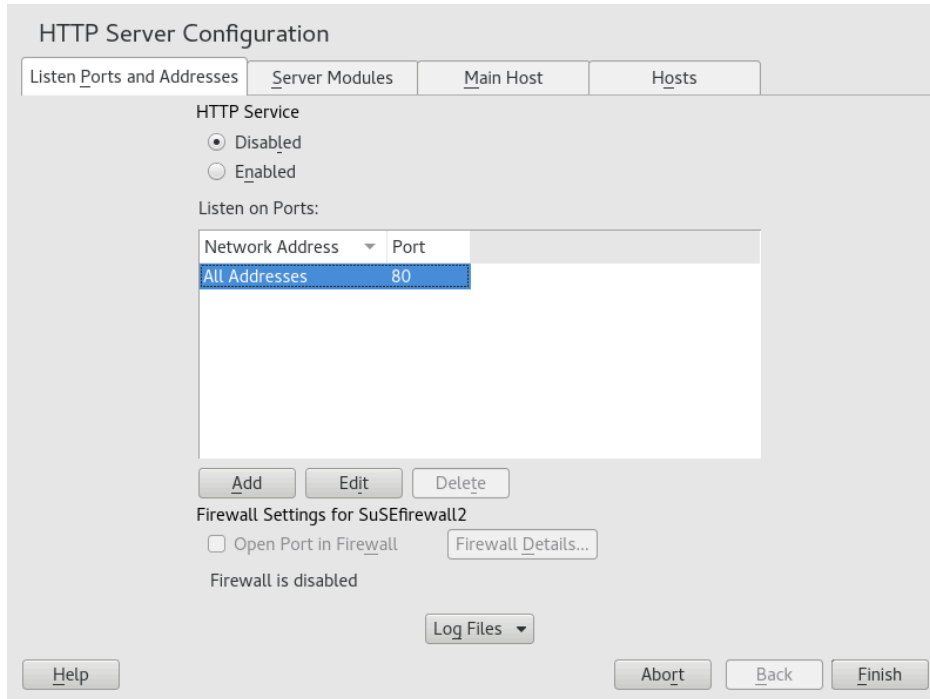 HTTP Server Configuration
Listen Ports and Addresses Server Modules Main Host Hosts
HTTP Service
Disabled
Enabled
Listen on Ports:
Network Address Port
All Addresses 80
Add Edit Delete
Firewall Settings for SuSEfirewall2
Open Port in Firewall Firewall Details...
Firewall is disabled
Log Files
Help Abort Back Finish